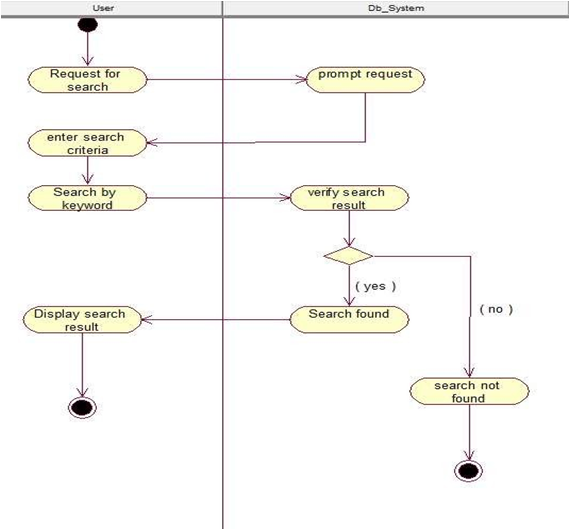 User
Db_System
Request for
search
prompt request
enter search
criteria
Search by
keyword
verify search
result
( yes )
( no )
Display search
result
Search found
search not
found